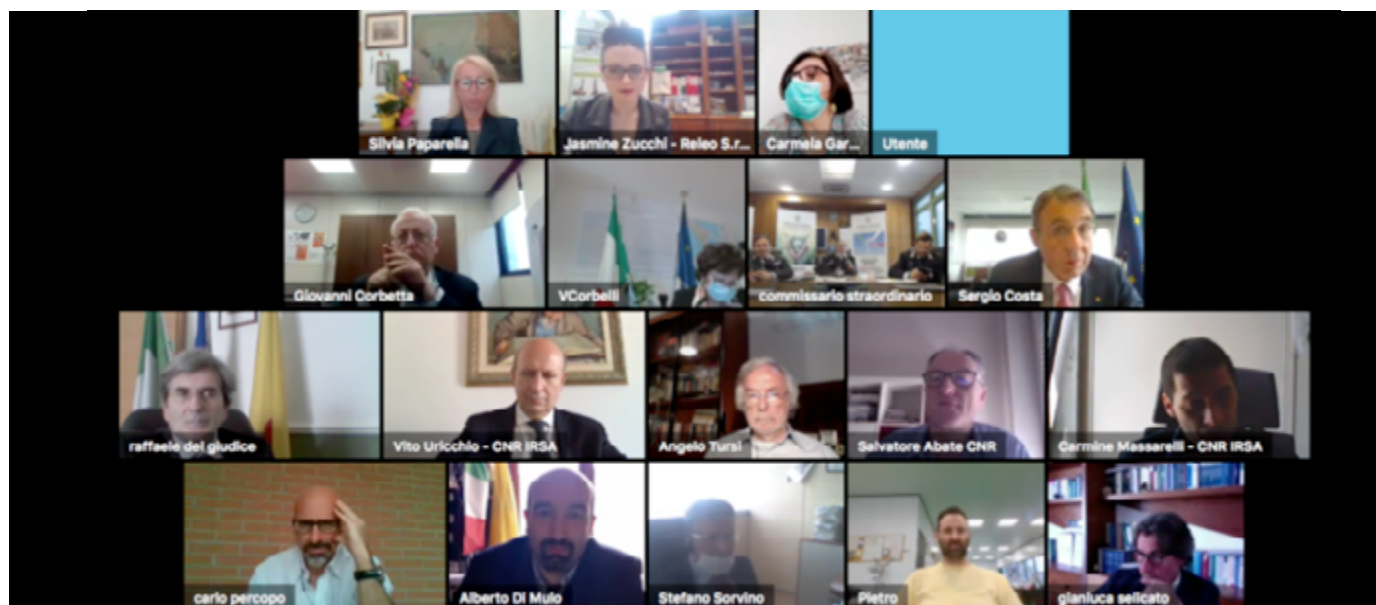 Silvia Paparella
Jasmine Zucchi - Releo S.r...
Carmela Gar...
Utente
Giovanni Corbetta
VCorbelli
commissario straordinario
Sergio Costa
raffaele del giudice
Vito Uricchio - CNR IRSA
Angelo Tursi
Salvatore Abate CNR
Carmine Massarelli - CNR IRSA
carlo percopo
Alberto Di Mulo
Stefano Sorvino
Pietro
gianluca selicato